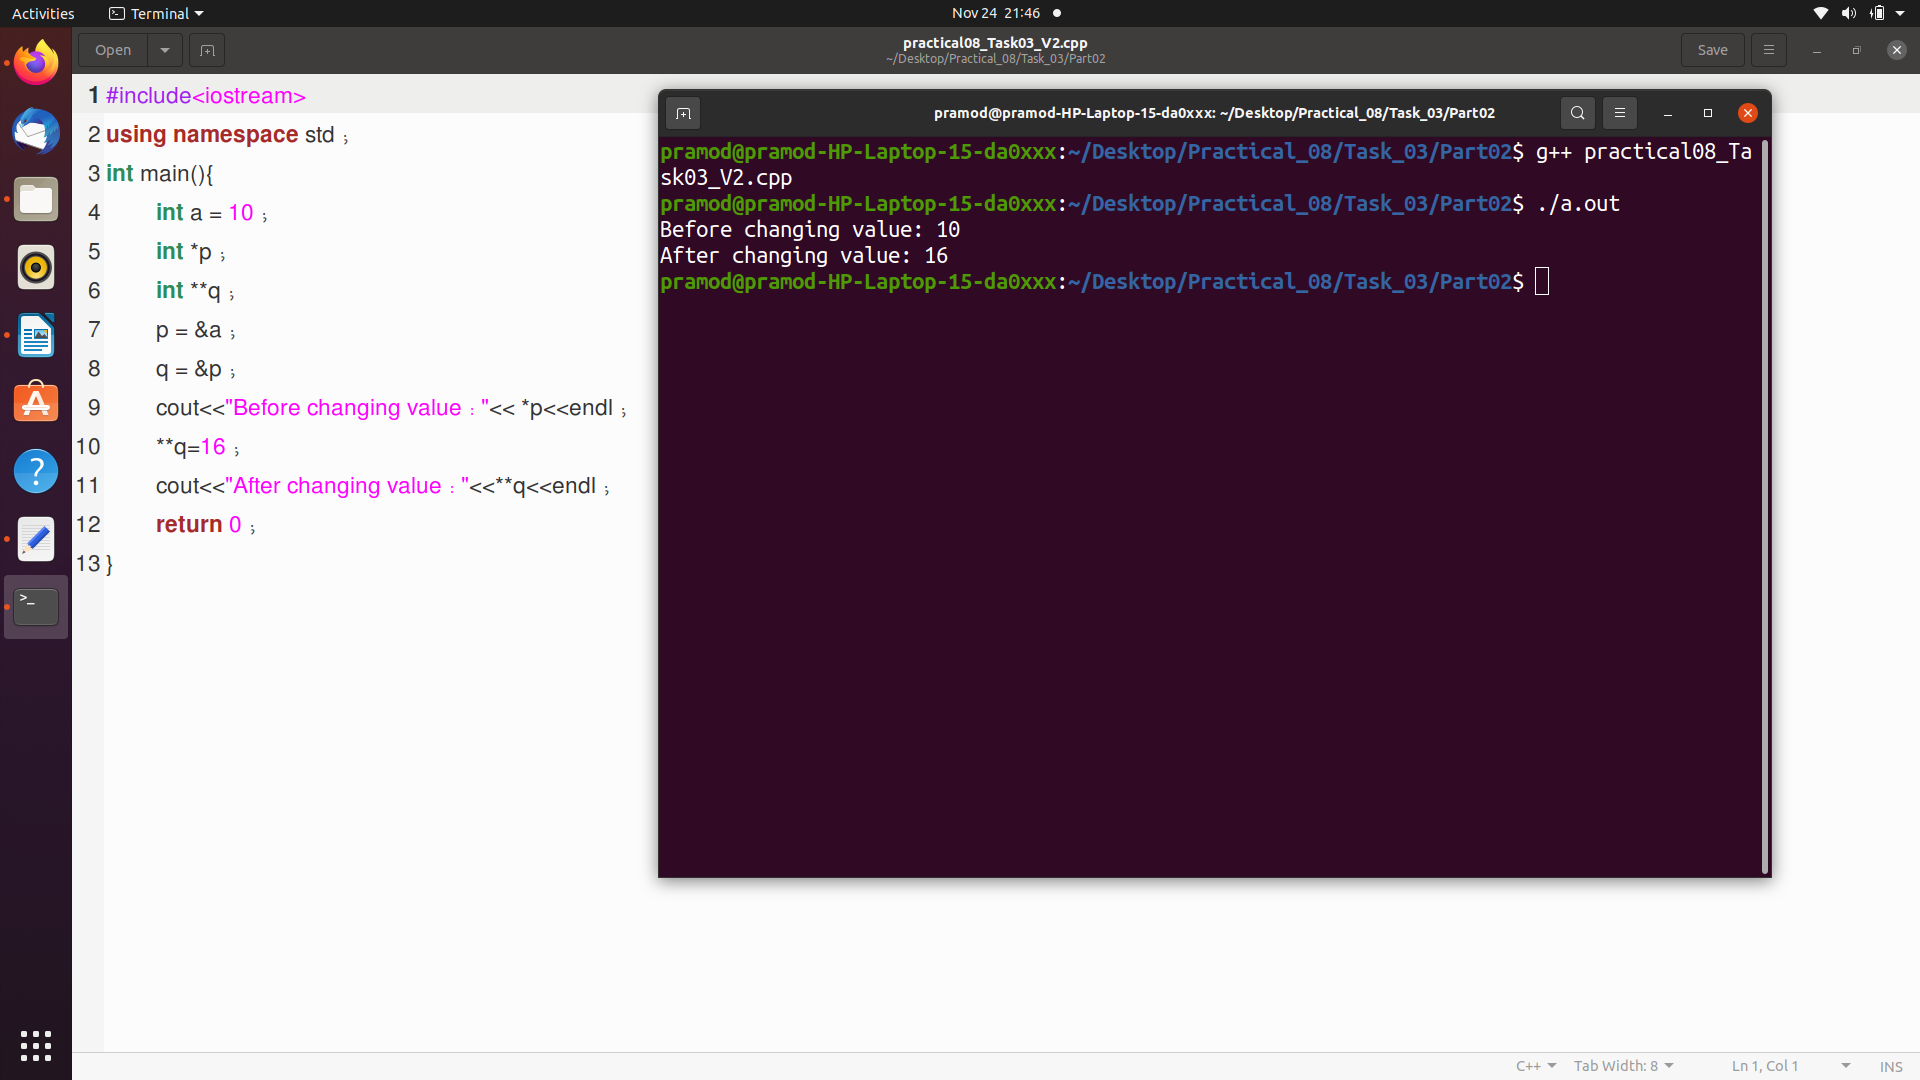 Activities
Terminal
Nov 24 21:46
Open
practical08_Task03_V2.cpp
~/Desktop/Practical_08/Task_03/Part02
Save
1 #include<iostream>
2 using namespace std ;
3 int main(){
4 int a = 10 ;
5 int *p ;
6 int **q ;
7 p = &a ;
8 q = &p ;
9 cout<<"Before changing value : "<< *p<<endl ;
10 **q=16 ;
11 cout<<"After changing value : "<<**q<<endl ;
12 return 0 ;
13 }
pramod@pramod-HP-Laptop-15-da0xxx: ~/Desktop/Practical_08/Task_03/Part02
pramod@pramod-HP-Laptop-15-da0xxx:~/Desktop/Practical_08/Task_03/Part02$ g++ practical08_Ta
sk03_V2.cpp
pramod@pramod-HP-Laptop-15-da0xxx:~/Desktop/Practical_08/Task_03/Part02$ ./a.out
Before changing value: 10
After changing value: 16
pramod@pramod-HP-Laptop-15-da0xxx:~/Desktop/Practical_08/Task_03/Part02$
C++
Tab Width: 8
Ln 1, Col 1
INS